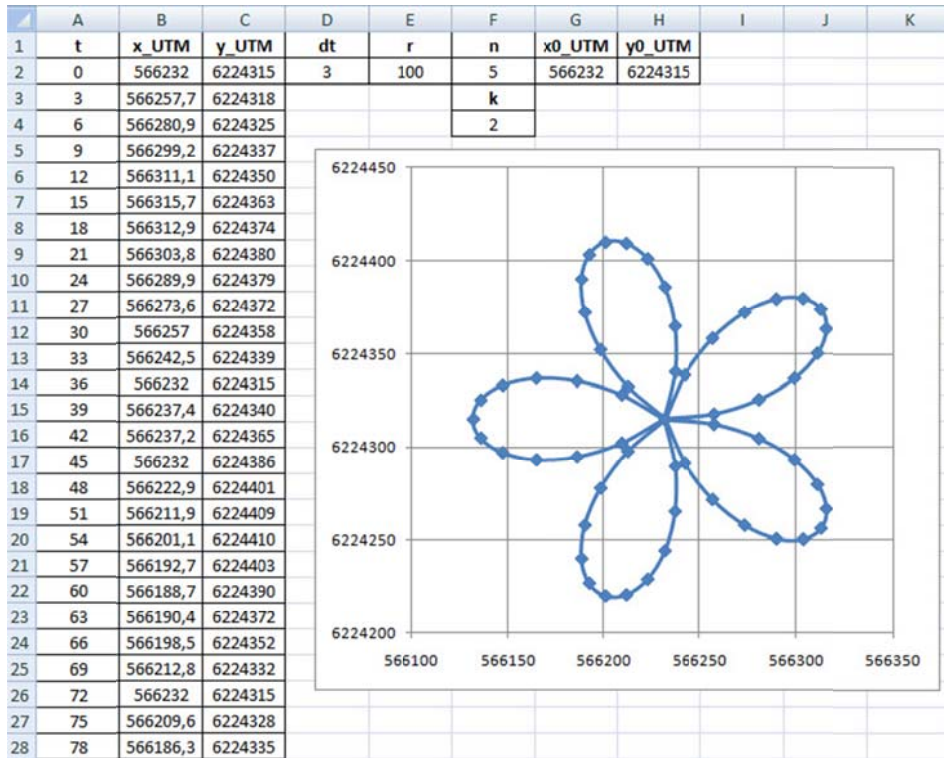 A B C D E F G H I J K
1 t x_UTM y_UTM dt r n x0_UTM y0_UTM
2 0 566232 6224315 3 100 5 566232 6224315
3 3 566257,7 6224318 k
4 6 566280,9 6224325 2
5 9 566299,2 6224337
6 12 566311,1 6224350
7 15 566315,7 6224363
8 18 566312,9 6224374
9 21 566303,8 6224380
10 24 566289,9 6224379
11 27 566273,6 6224372
12 30 566257 6224358
13 33 566242,5 6224339
14 36 566232 6224315
15 39 566237,4 6224340
16 42 566237,2 6224365
17 45 566232 6224386
18 48 566222,9 6224401
19 51 566211,9 6224409
20 54 566201,1 6224410
21 57 566192,7 6224403
22 60 566188,7 6224390
23 63 566190,4 6224372
24 66 566198,5 6224352
25 69 566212,8 6224332
26 72 566232 6224315
27 75 566209,6 6224328
28 78 566186,3 6224335
6224450
6224400
6224350
6224300
6224250
6224200
566100 566150 566200 566250 566300 566350